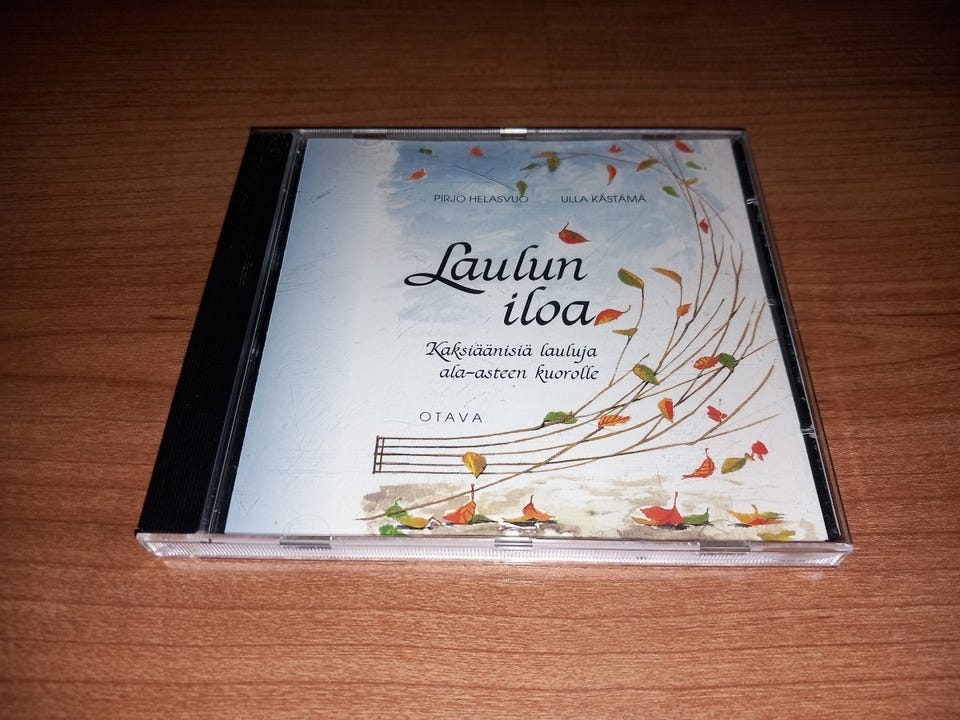 PIRJO HELASVUO ULLA KÄSTÄMÄ
Laulun
iloa
Kaksiäänisiä lauluja
ala-asteen kuorolle
OTAVA